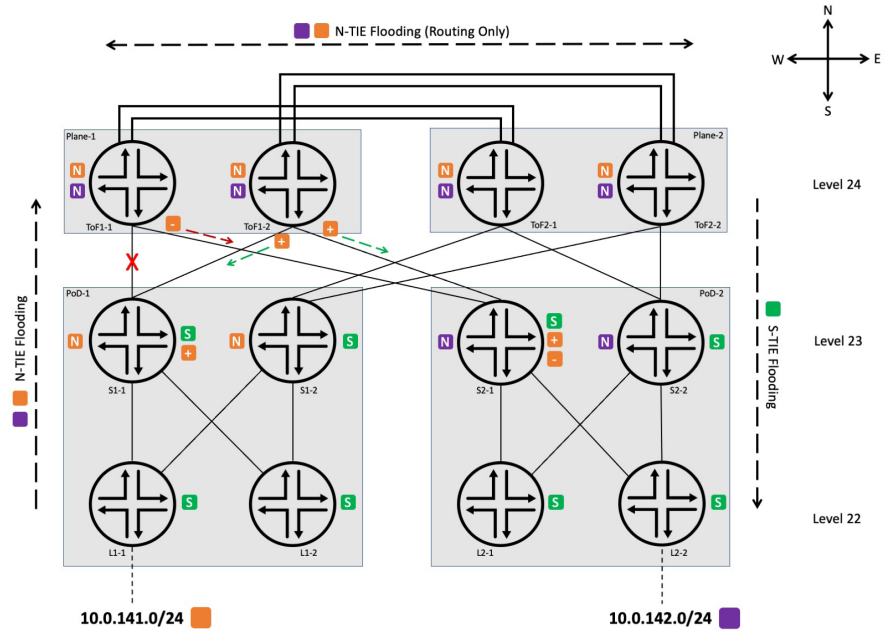 N-TIE Flooding (Routing Only)
N
W
E
S
Plane-1
Plane-2
N
N
N
N
N
N
N
N
Level 24
ToF1-1
ToF1-2
ToF2-1
ToF2-2
-
+
+
X
PoD-1
PoD-2
N
S
+
N
S
N
S
+
-
N
S
Level 23
S1-1
S1-2
S2-1
S2-2
N-TIE Flooding
S-TIE Flooding
S
S
S
S
Level 22
L1-1
L1-2
L2-1
L2-2
10.0.141.0/24
10.0.142.0/24